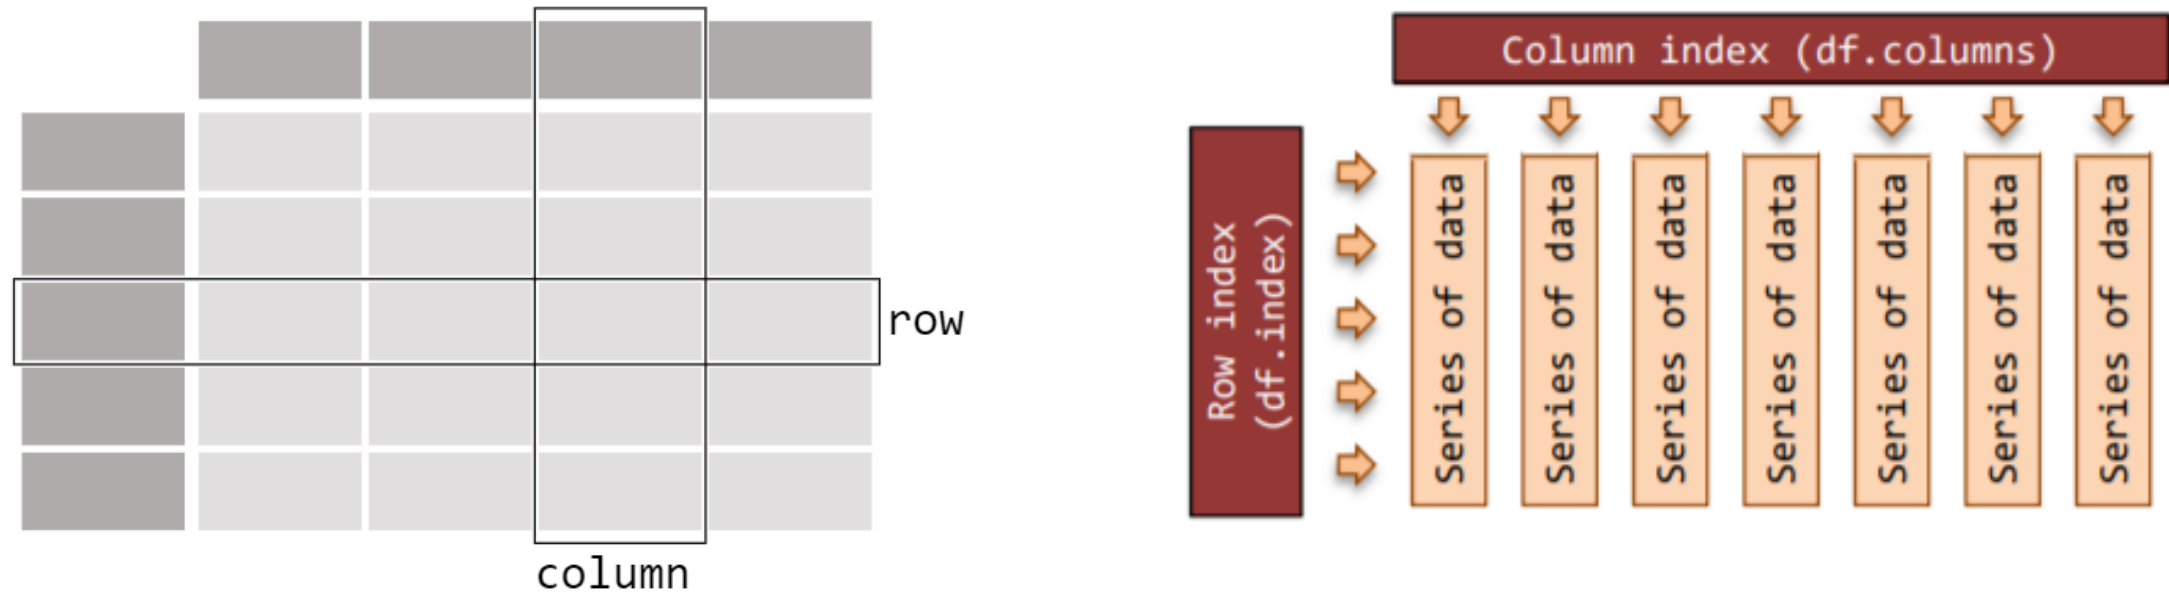 row
column
Column index (df.columns)
Row index
(df.index)
Series of data
Series of data
Series of data
Series of data
Series of data
Series of data
Series of data